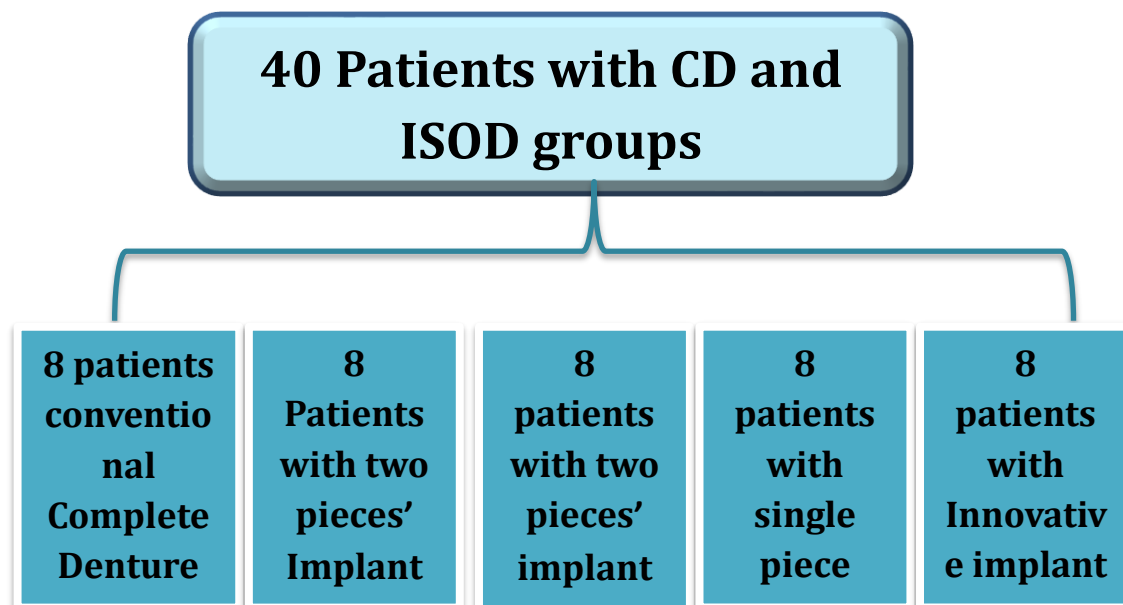 40 Patients with CD and
ISOD groups
8 patients
conventio
nal
Complete
Denture
8
Patients
with two
pieces’
Implant
8
patients
with two
pieces’
implant
8
patients
with
single
piece
8
patients
with
Innovativ
e implant